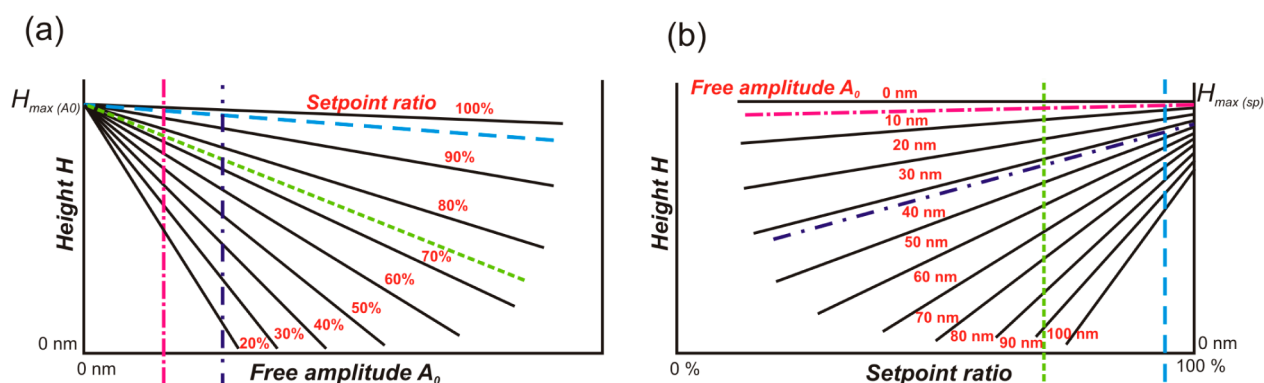 (a)
H max (A0)
Setpoint ratio
100%
90%
80%
70%
60%
50%
40%
30%
20%
Height H
0 nm
0 nm
Free amplitude A0
(b)
Free amplitude A0
0 nm
H max (sp)
10 nm
20 nm
30 nm
40 nm
50 nm
60 nm
70 nm
80 nm
90 nm
100 nm
Height H
0 nm
0 %
Setpoint ratio
100 %